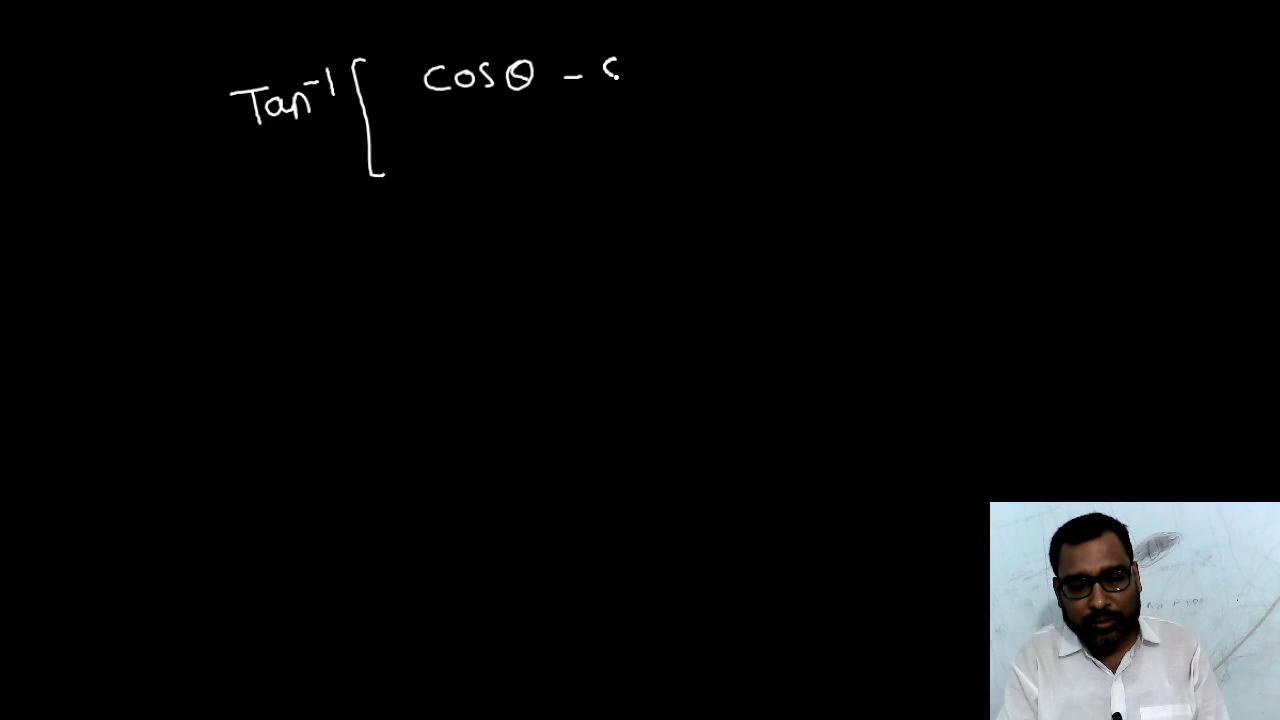 Tan⁻¹ [ cosθ -